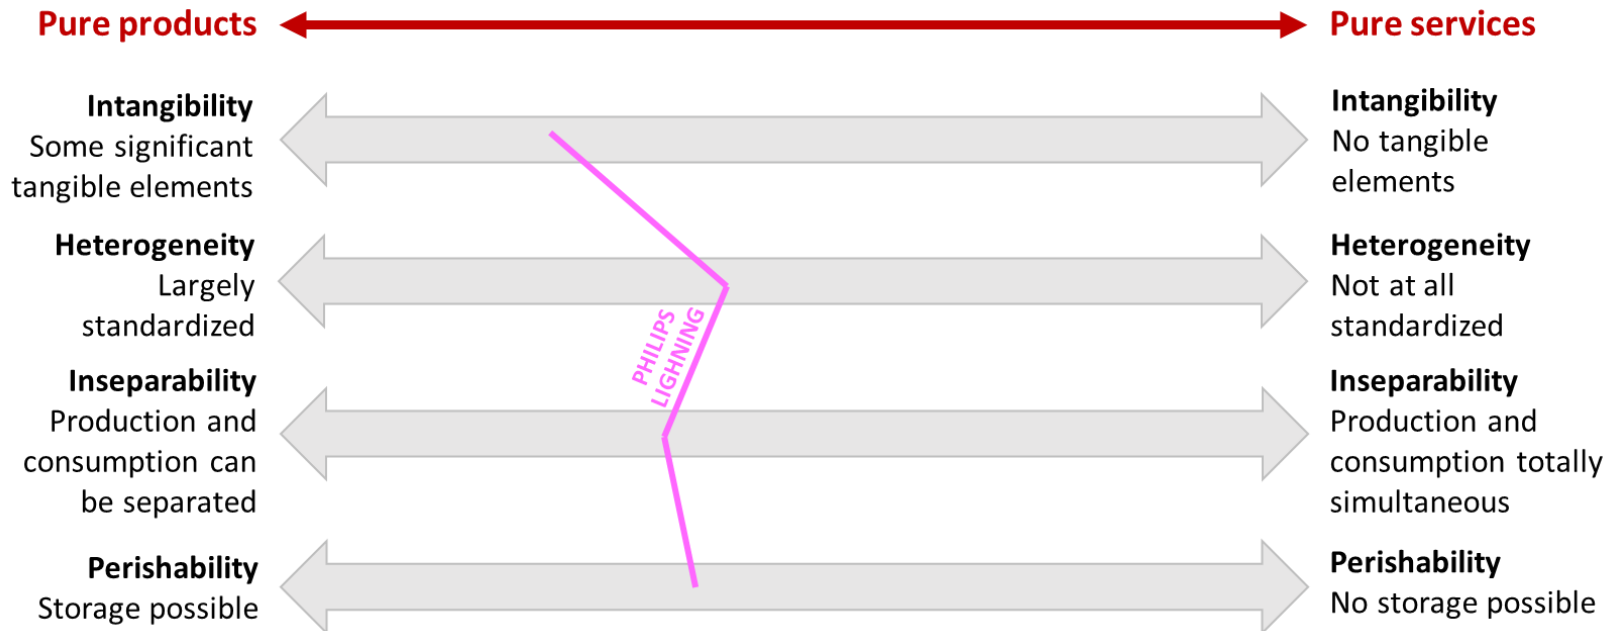 Pure products
Pure services
Intangibility
Some significant
tangible elements
Intangibility
No tangible
elements
Heterogeneity
Largely
standardized
Heterogeneity
Not at all
standardized
PHILIPS
LIGHNING
Inseparability
Production and
consumption can
be separated
Inseparability
Production and
consumption totally
simultaneous
Perishability
Storage possible
Perishability
No storage possible